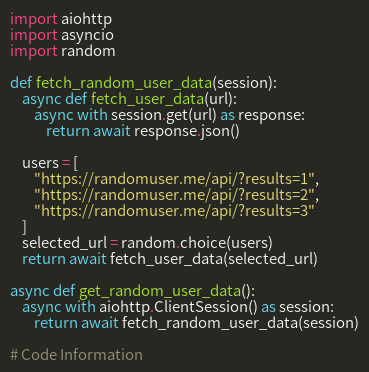 import aiohttp
import asyncio
import random

def fetch_random_user_data(session):
    async def fetch_user_data(url):
        async with session.get(url) as response:
            return await response.json()

    users = [
        "https://randomuser.me/api/?results=1",
        "https://randomuser.me/api/?results=2",
        "https://randomuser.me/api/?results=3"
    ]
    selected_url = random.choice(users)
    return await fetch_user_data(selected_url)

async def get_random_user_data():
    async with aiohttp.ClientSession() as session:
        return await fetch_random_user_data(session)

# Code Information